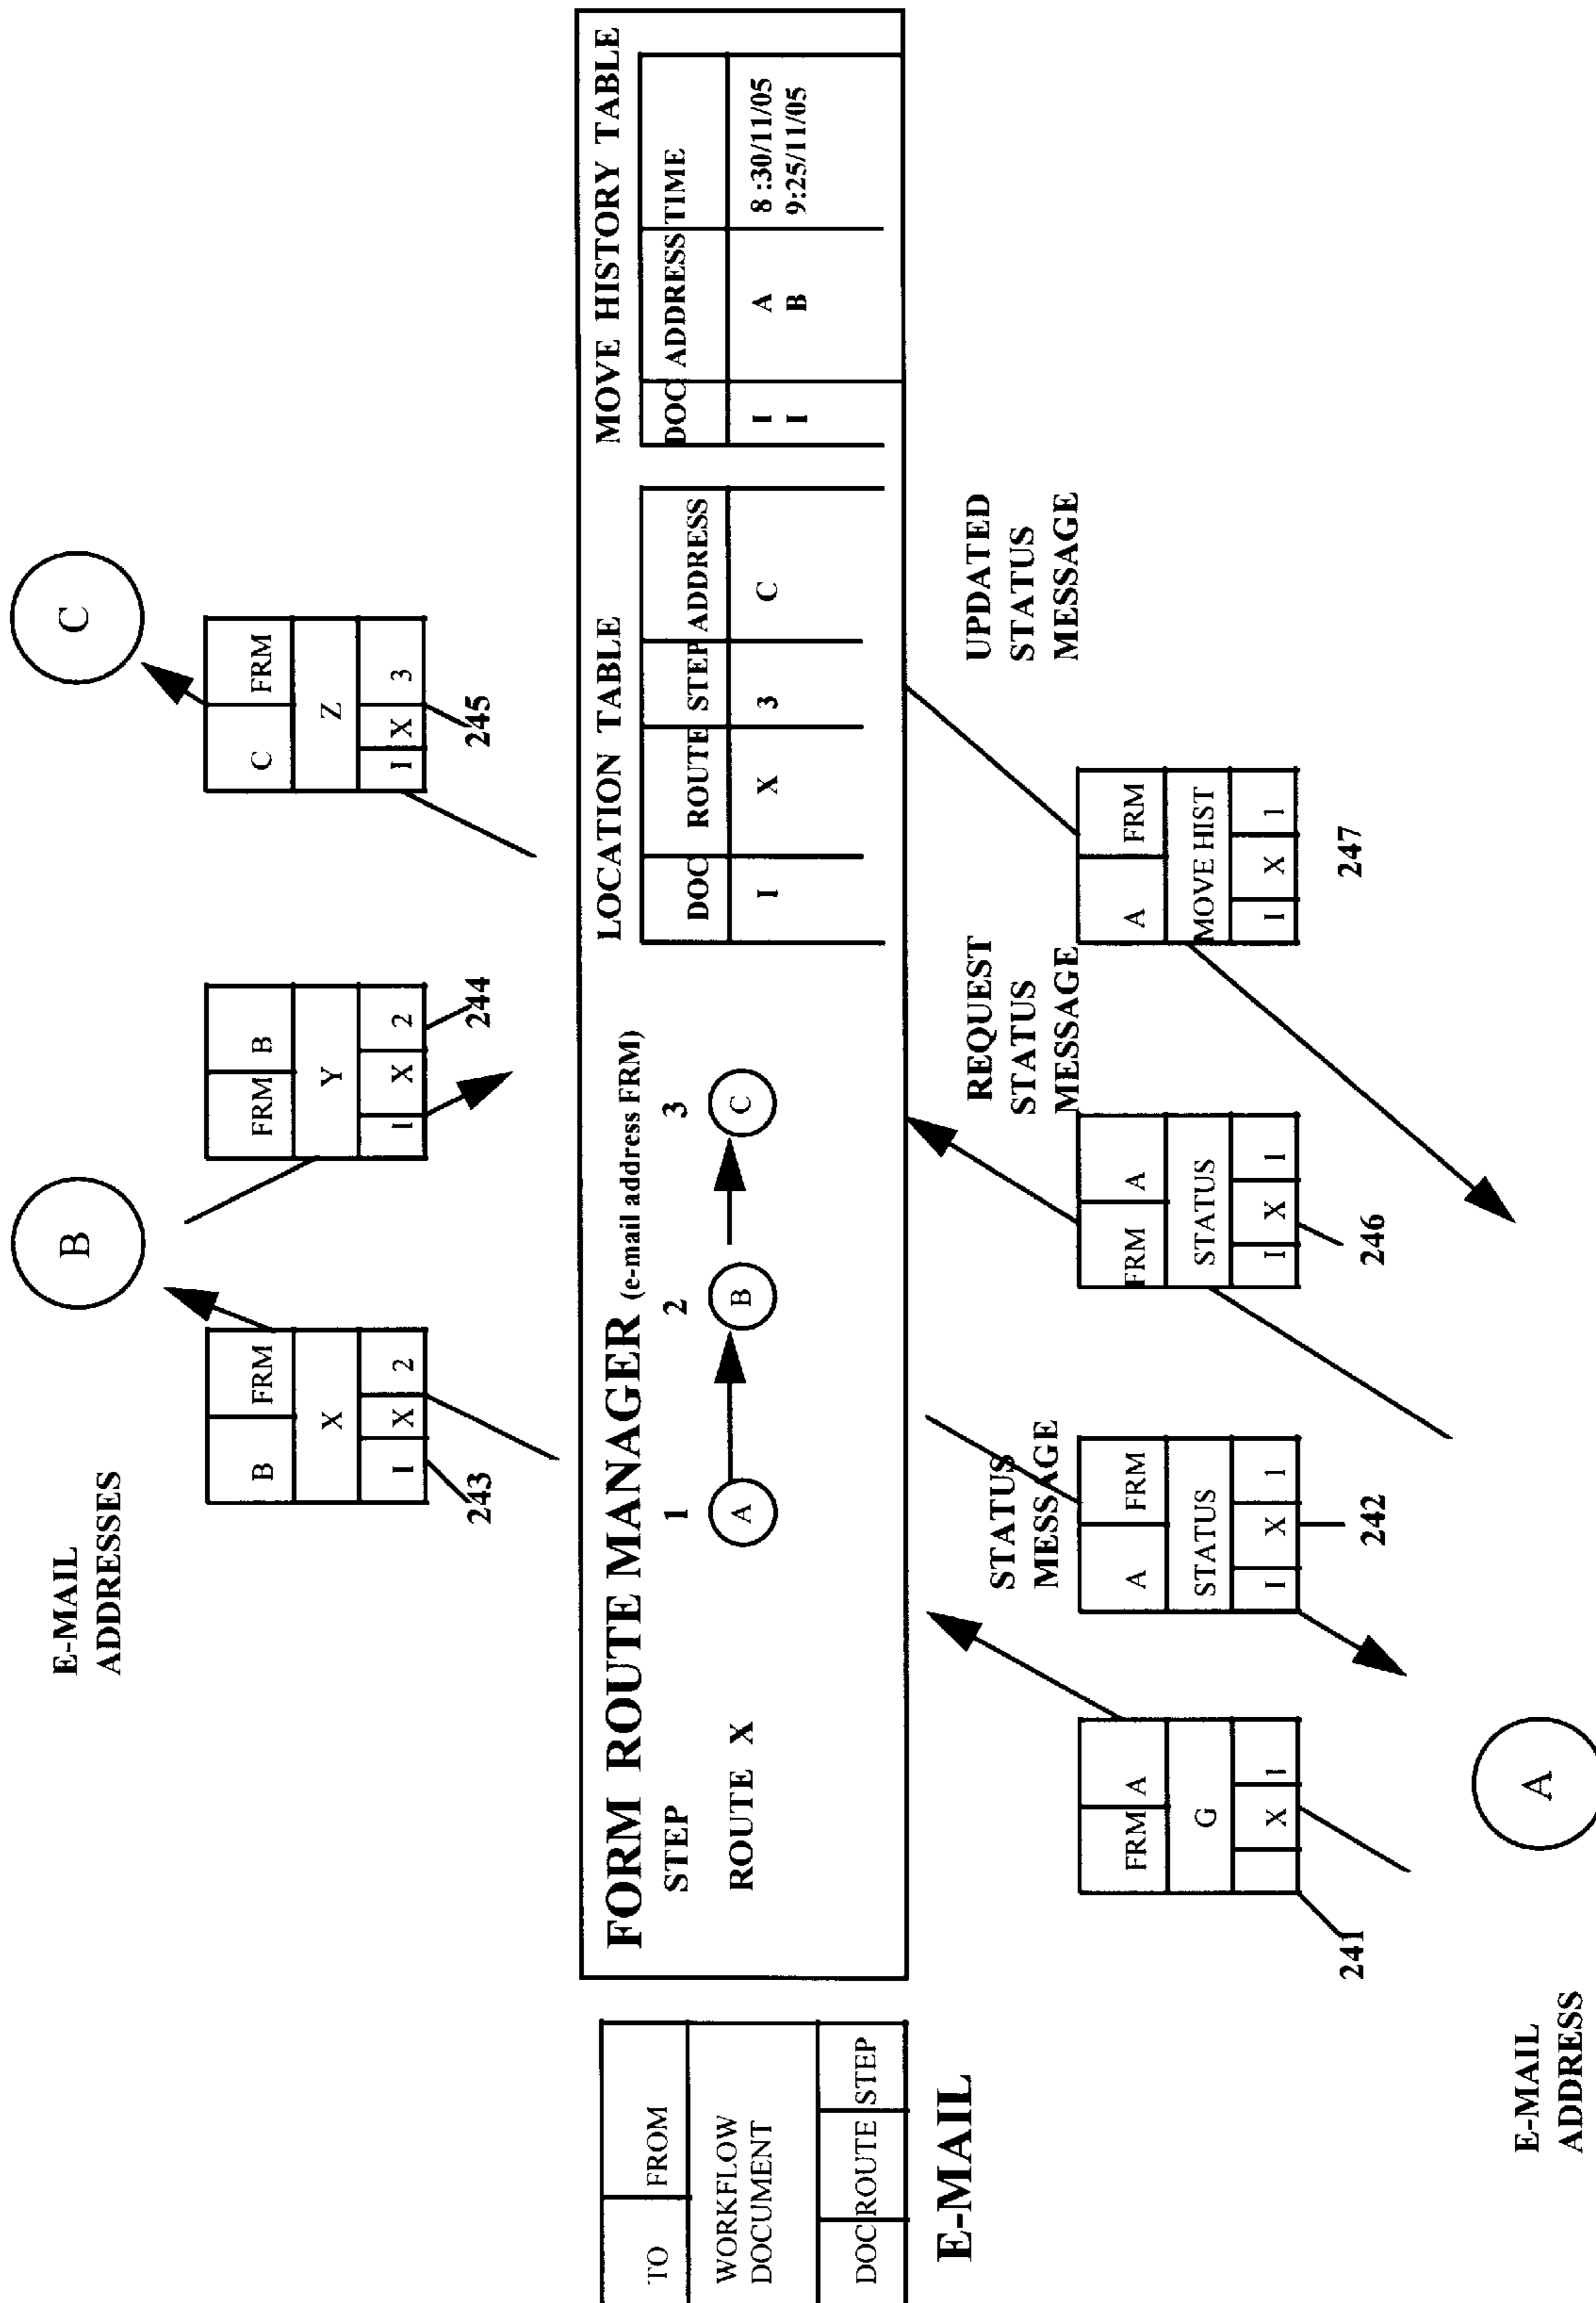 E-MAIL
ADDRESSES
B
C
B FRM
X
I X 2
243
FRM B
Y
I X 2
244
C FRM
Z
I X 3
245
TO FROM
WORKFLOW
DOCUMENT
DOC ROUTE STEP
E-MAIL
FORM ROUTE MANAGER (e-mail address FRM)
STEP 1 2 3
ROUTE X A B C
LOCATION TABLE
DOC ROUTE STEP ADDRESS
I X 3 C
MOVE HISTORY TABLE
DOC ADDRESS TIME
I A 8 :30/11/05
I B 9:25/11/05
STATUS
MESSAGE
REQUEST
STATUS
MESSAGE
UPDATED
STATUS
MESSAGE
FRM A
G
X 1
241
A FRM
STATUS
I X 1
242
FRM A
STATUS
I X 1
246
A FRM
MOVE HIST
I X 1
247
E-MAIL
ADDRESS
A